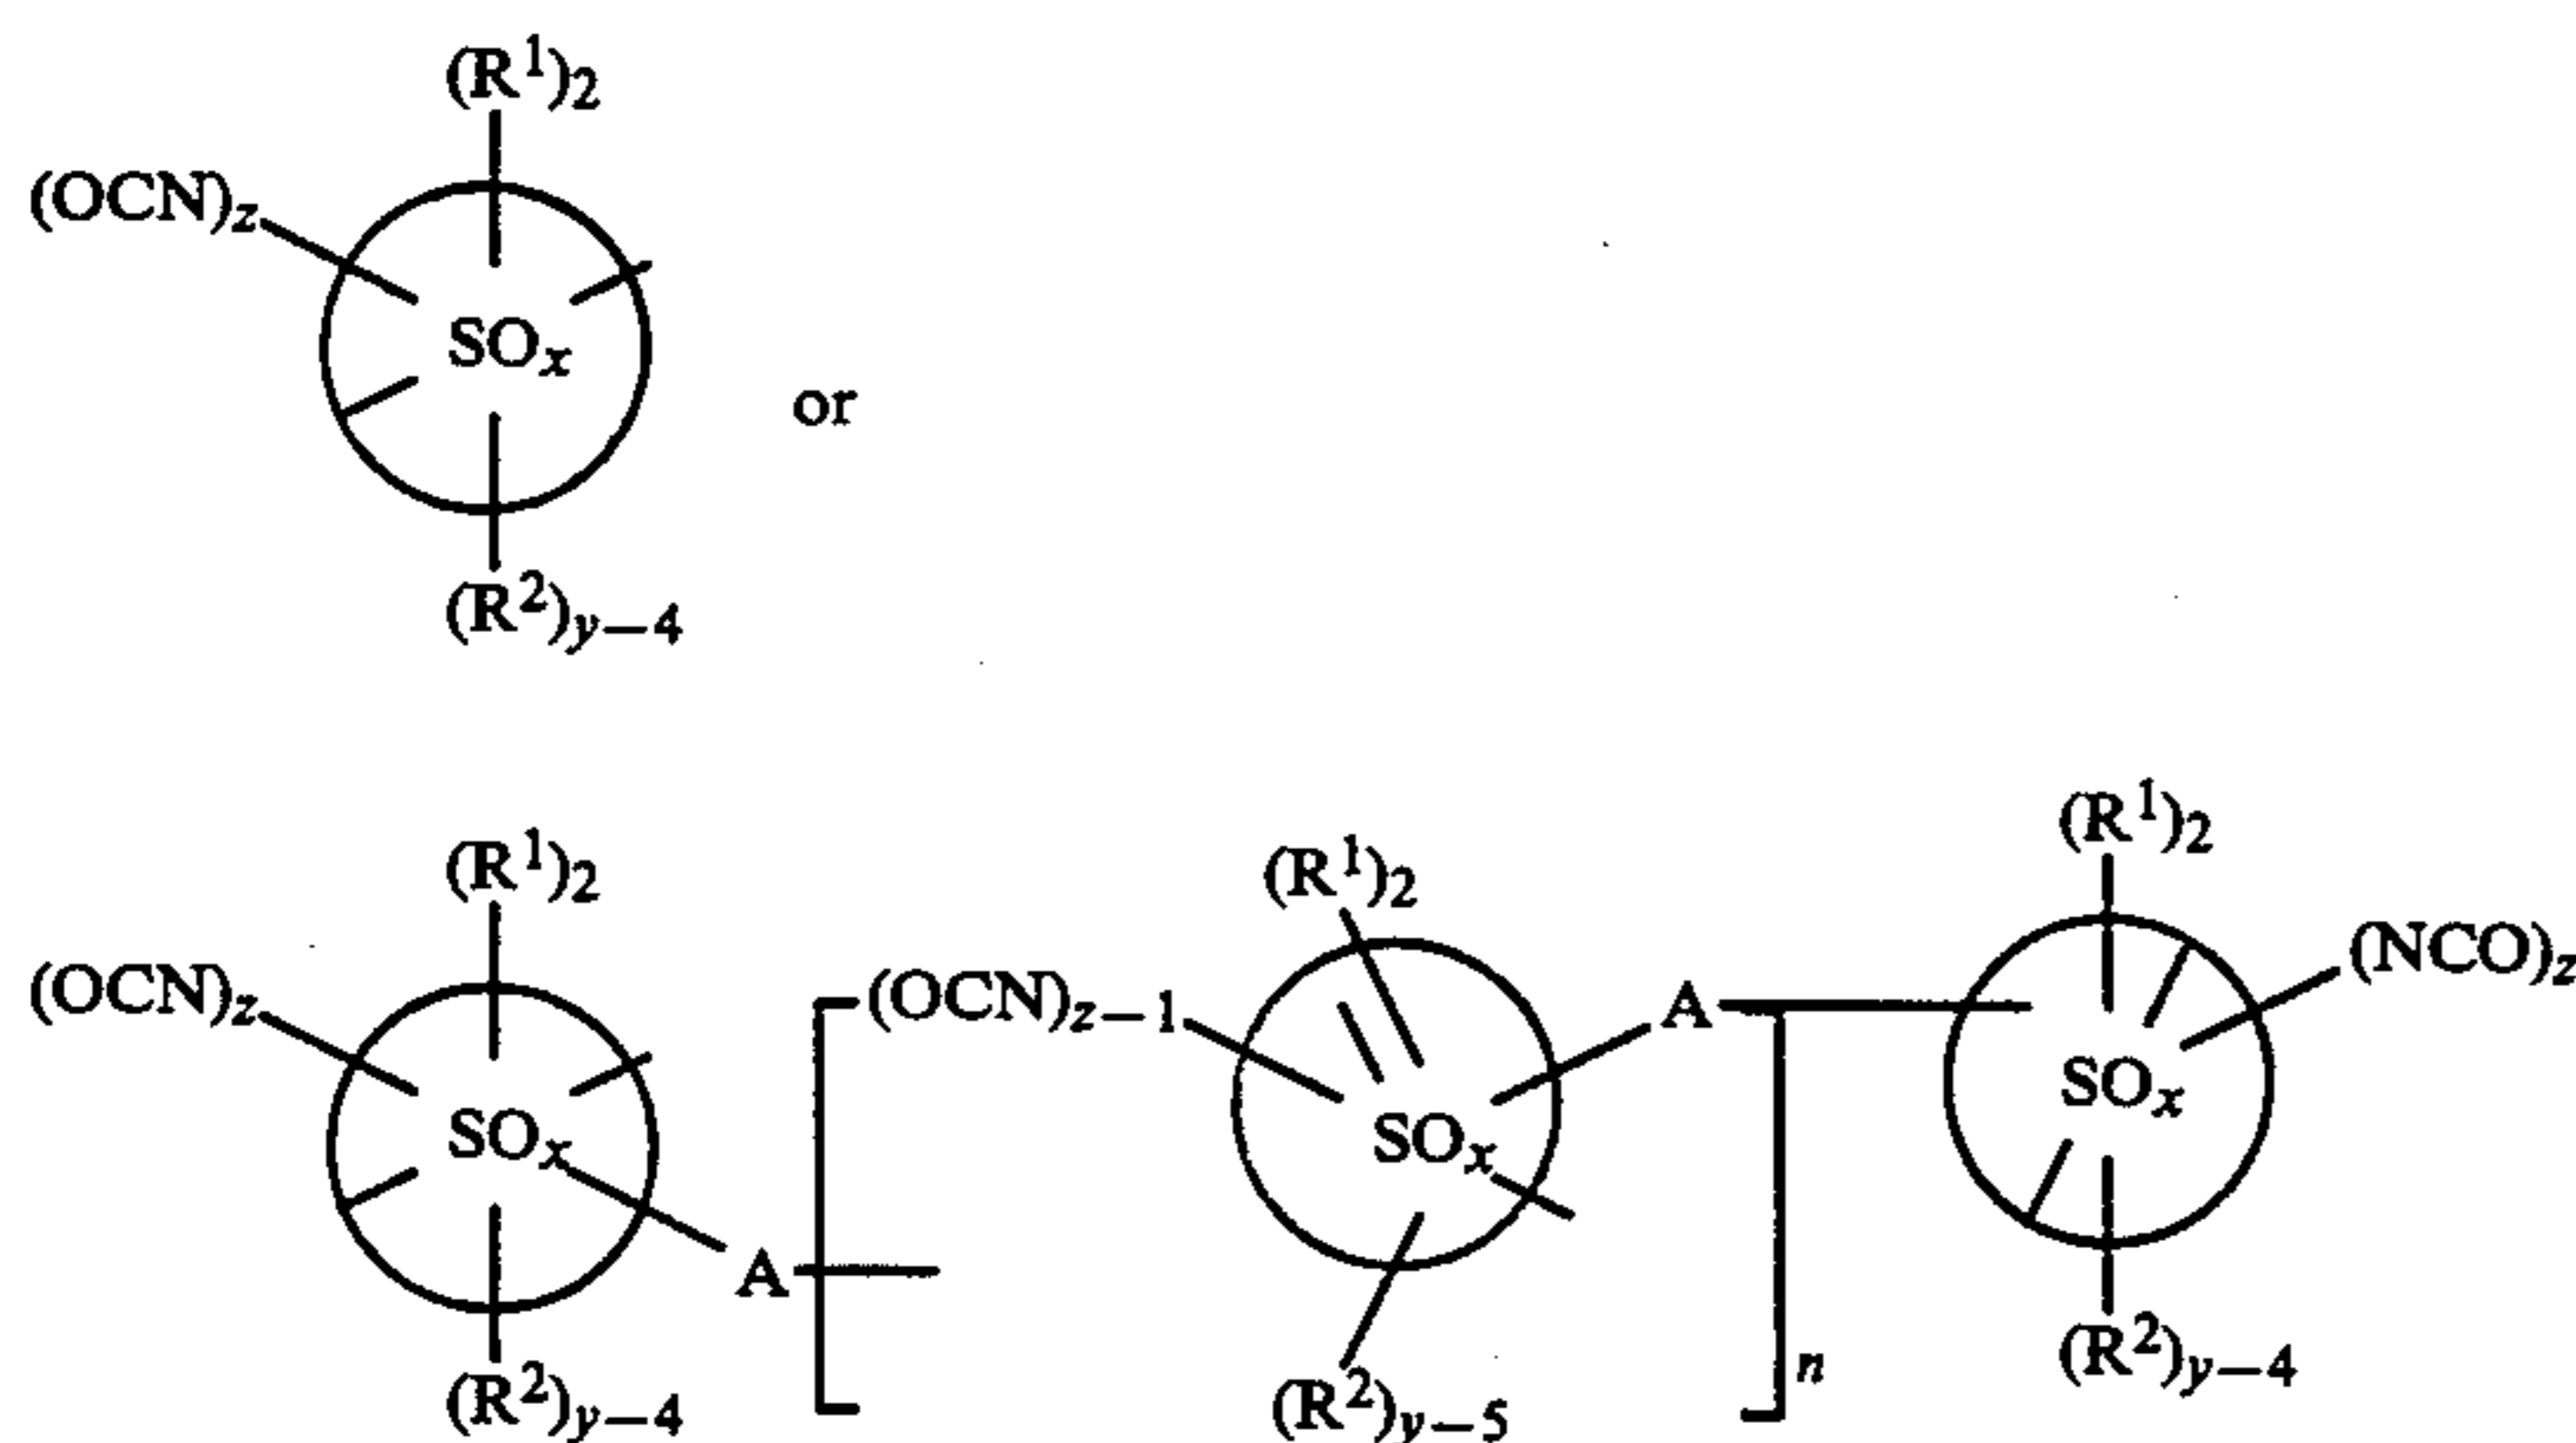 (R¹)₂
(OCN)z
SOx
or
(R²)y−4
(R¹)₂ (R¹)₂ (R¹)₂
(OCN)z (OCN)z−1 A (NCO)z
SOx SOx SOx
A n
(R²)y−4 (R²)y−5 (R²)y−4